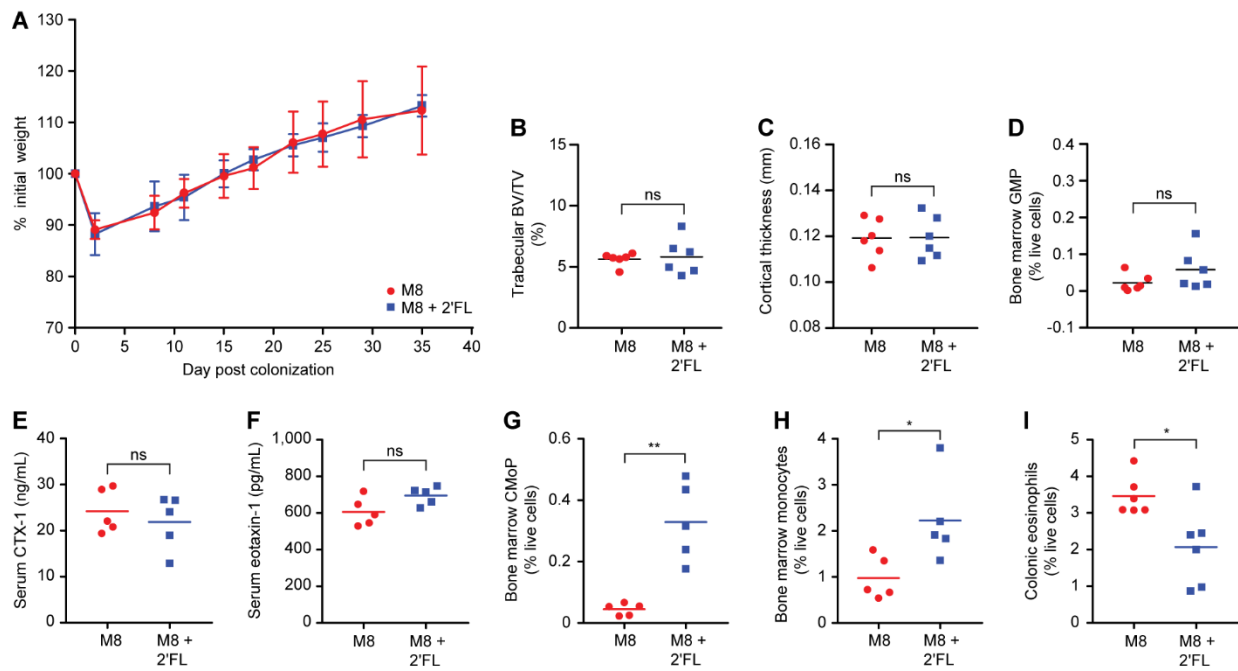 A
% initial weight
130
120
110
100
90
80
70
0 5 10 15 20 25 30 35 40
Day post colonization
M8
M8 + 2'FL
B
Trabecular BV/TV
(%)
15
10
5
0
ns
M8 M8 +
2'FL
C
Cortical thickness (mm)
0.16
0.14
0.12
0.10
0.08
ns
M8 M8 +
2'FL
D
Bone marrow GMP
(% live cells)
0.4
0.3
0.2
0.1
0
-0.1
ns
M8 M8 +
2'FL
E
Serum CTX-1 (ng/mL)
40
30
20
10
0
ns
M8 M8 +
2'FL
F
Serum eotaxin-1 (pg/mL)
1,000
800
600
400
200
0
ns
M8 M8 +
2'FL
G
Bone marrow CMoP
(% live cells)
0.6
0.4
0.2
0
**
M8 M8 +
2'FL
H
Bone marrow monocytes
(% live cells)
4
3
2
1
0
*
M8 M8 +
2'FL
I
Colonic eosinophils
(% live cells)
5
4
3
2
1
0
*
M8 M8 +
2'FL